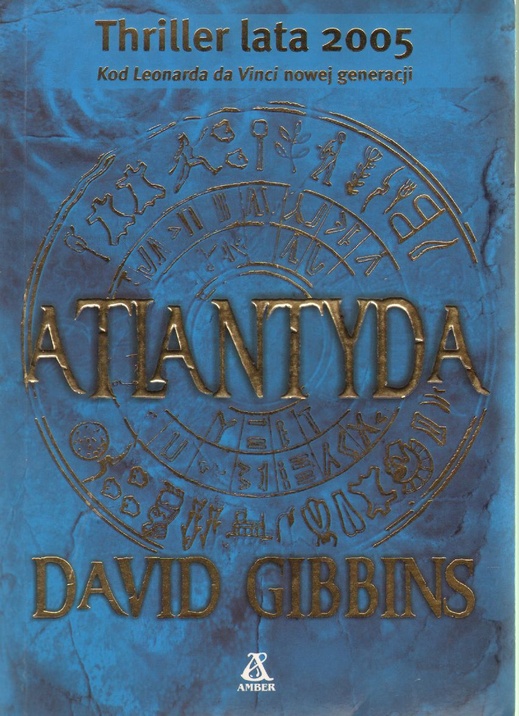 Thriller lata 2005
Kod Leonarda da Vinci nowej generacji
ATLANTYDA
DAVID GIBBINS
AMBER